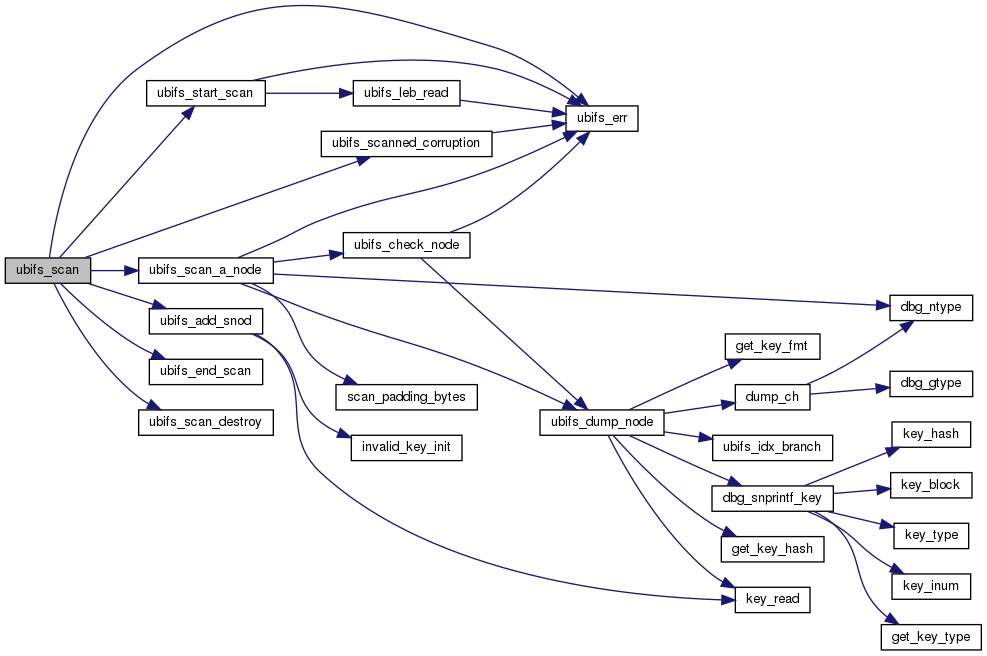 ubifs_scan
ubifs_start_scan
ubifs_leb_read
ubifs_err
ubifs_scanned_corruption
ubifs_scan_a_node
ubifs_check_node
ubifs_add_snod
ubifs_end_scan
ubifs_scan_destroy
scan_padding_bytes
invalid_key_init
ubifs_dump_node
get_key_fmt
dump_ch
ubifs_idx_branch
dbg_snprintf_key
get_key_hash
key_read
dbg_ntype
dbg_gtype
key_hash
key_block
key_type
key_inum
get_key_type